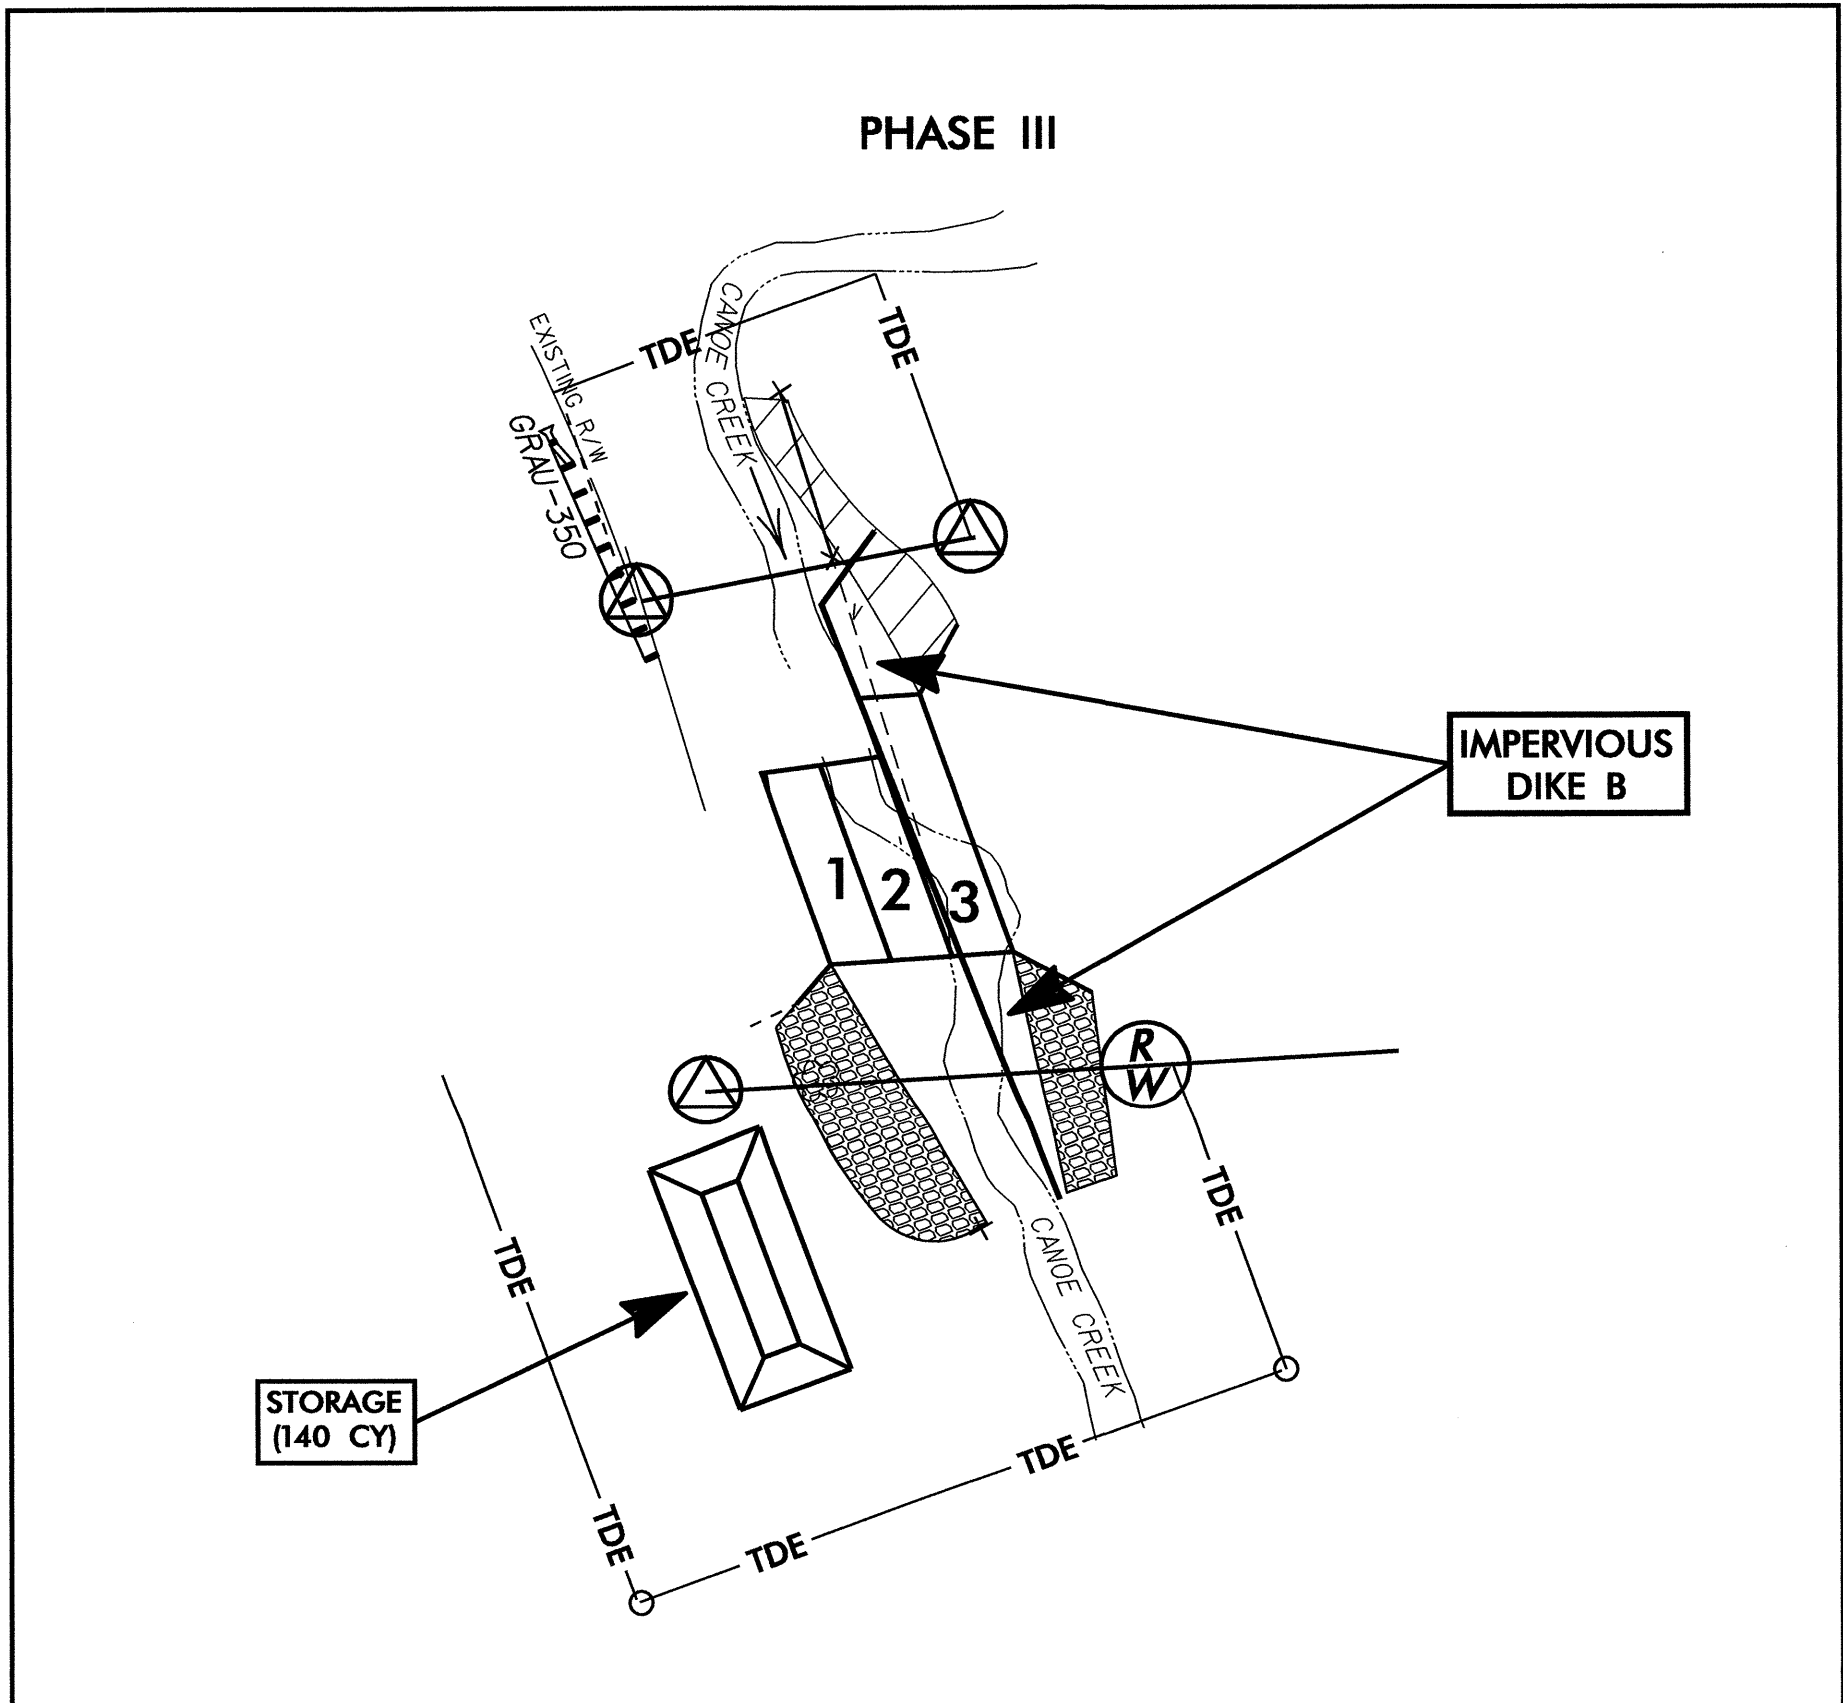 PHASE III
CANOE CREEK
TDE
TDE
EXISTING R/W
GRAU-350
IMPERVIOUS
DIKE B
1
2
3
R
W
TDE
TDE
CANOE CREEK
STORAGE
(140 CY)
TDE
TDE
TDE